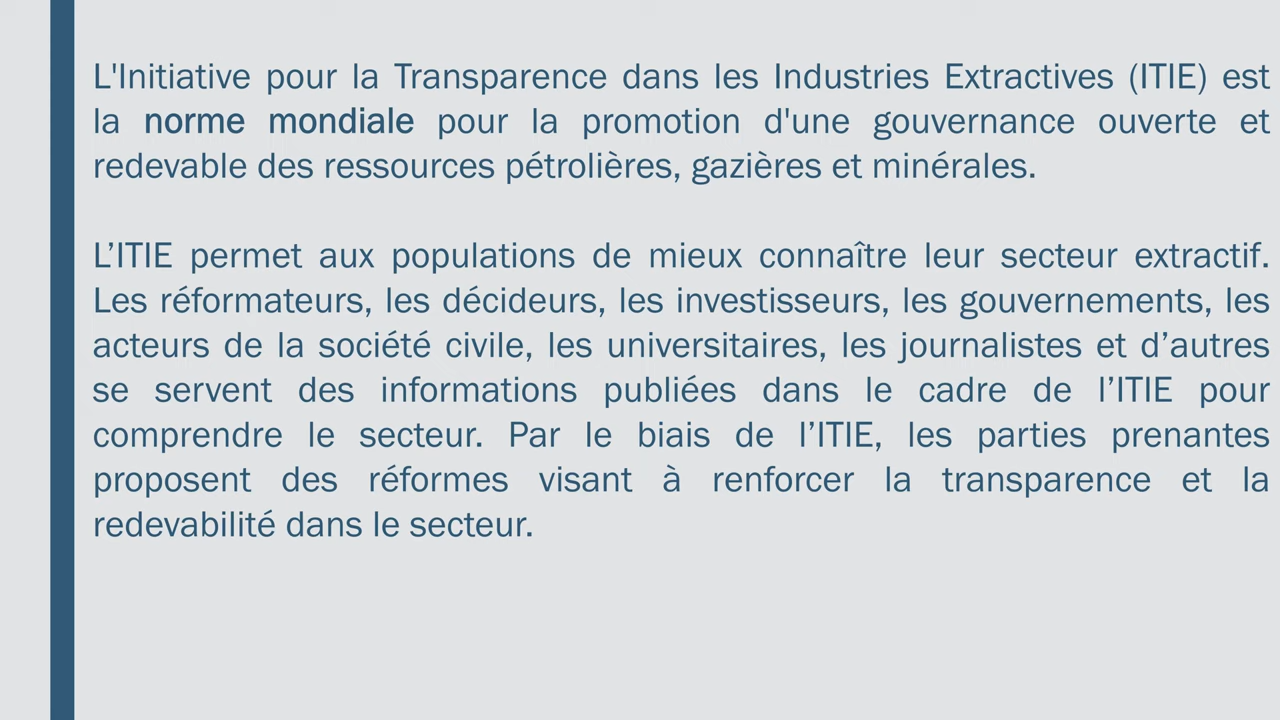 L'Initiative pour la Transparence dans les Industries Extractives (ITIE) est
la norme mondiale pour la promotion d'une gouvernance ouverte et
redevable des ressources pétrolières, gazières et minérales.
L’ITIE permet aux populations de mieux connaître leur secteur extractif.
Les réformateurs, les décideurs, les investisseurs, les gouvernements, les
acteurs de la société civile, les universitaires, les journalistes et d’autres
se servent des informations publiées dans le cadre de l’ITIE pour
comprendre le secteur. Par le biais de l’ITIE, les parties prenantes
proposent des réformes visant à renforcer la transparence et la
redevabilité dans le secteur.